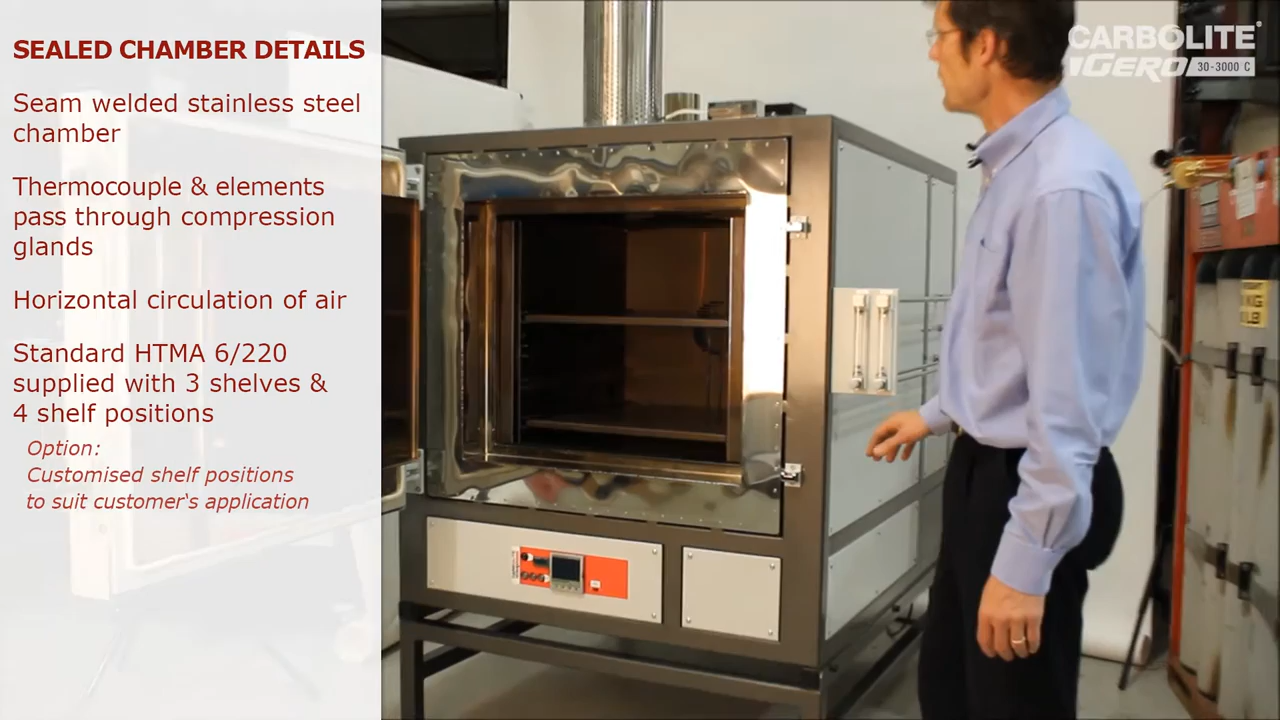 SEALED CHAMBER DETAILS
Seam welded stainless steel
chamber
Thermocouple & elements
pass through compression
glands
Horizontal circulation of air
Standard HTMA 6/220
supplied with 3 shelves &
4 shelf positions
Option:
Customised shelf positions
to suit customer's application
CARBOLITE
GERO 30-3000 C
KG
LB